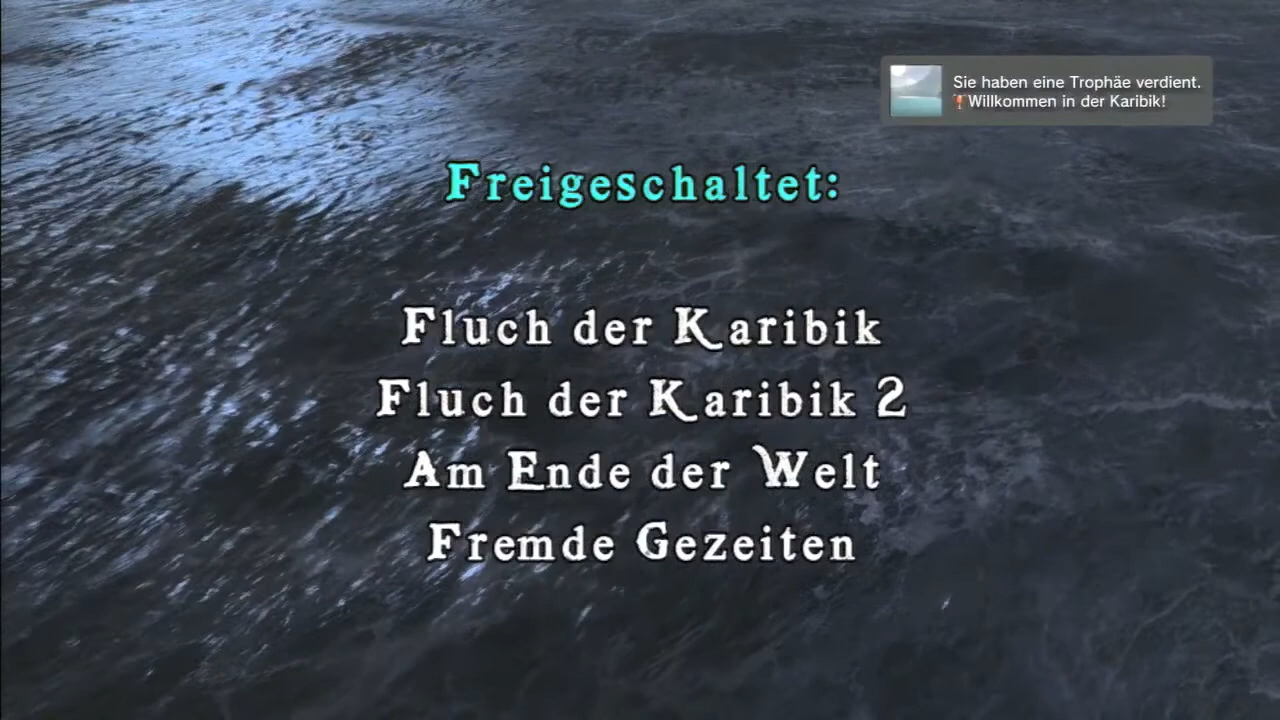 Sie haben eine Trophäe verdient.
Willkommen in der Karibik!
Freigeschaltet:
Fluch der Karibik
Fluch der Karibik 2
Am Ende der Welt
Fremde Gezeiten